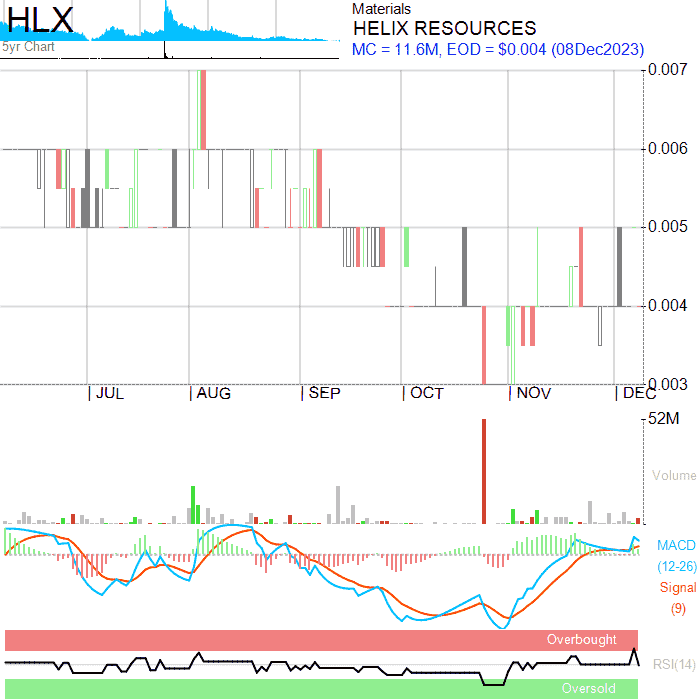 HLX
5yr Chart
Materials
HELIX RESOURCES
MC = 11.6M, EOD = $0.004 (08Dec2023)
0.007
0.006
0.005
0.004
0.003
JUL AUG SEP OCT NOV DEC
52M
Volume
MACD
(12-26)
Signal
(9)
Overbought
RSI(14)
Oversold